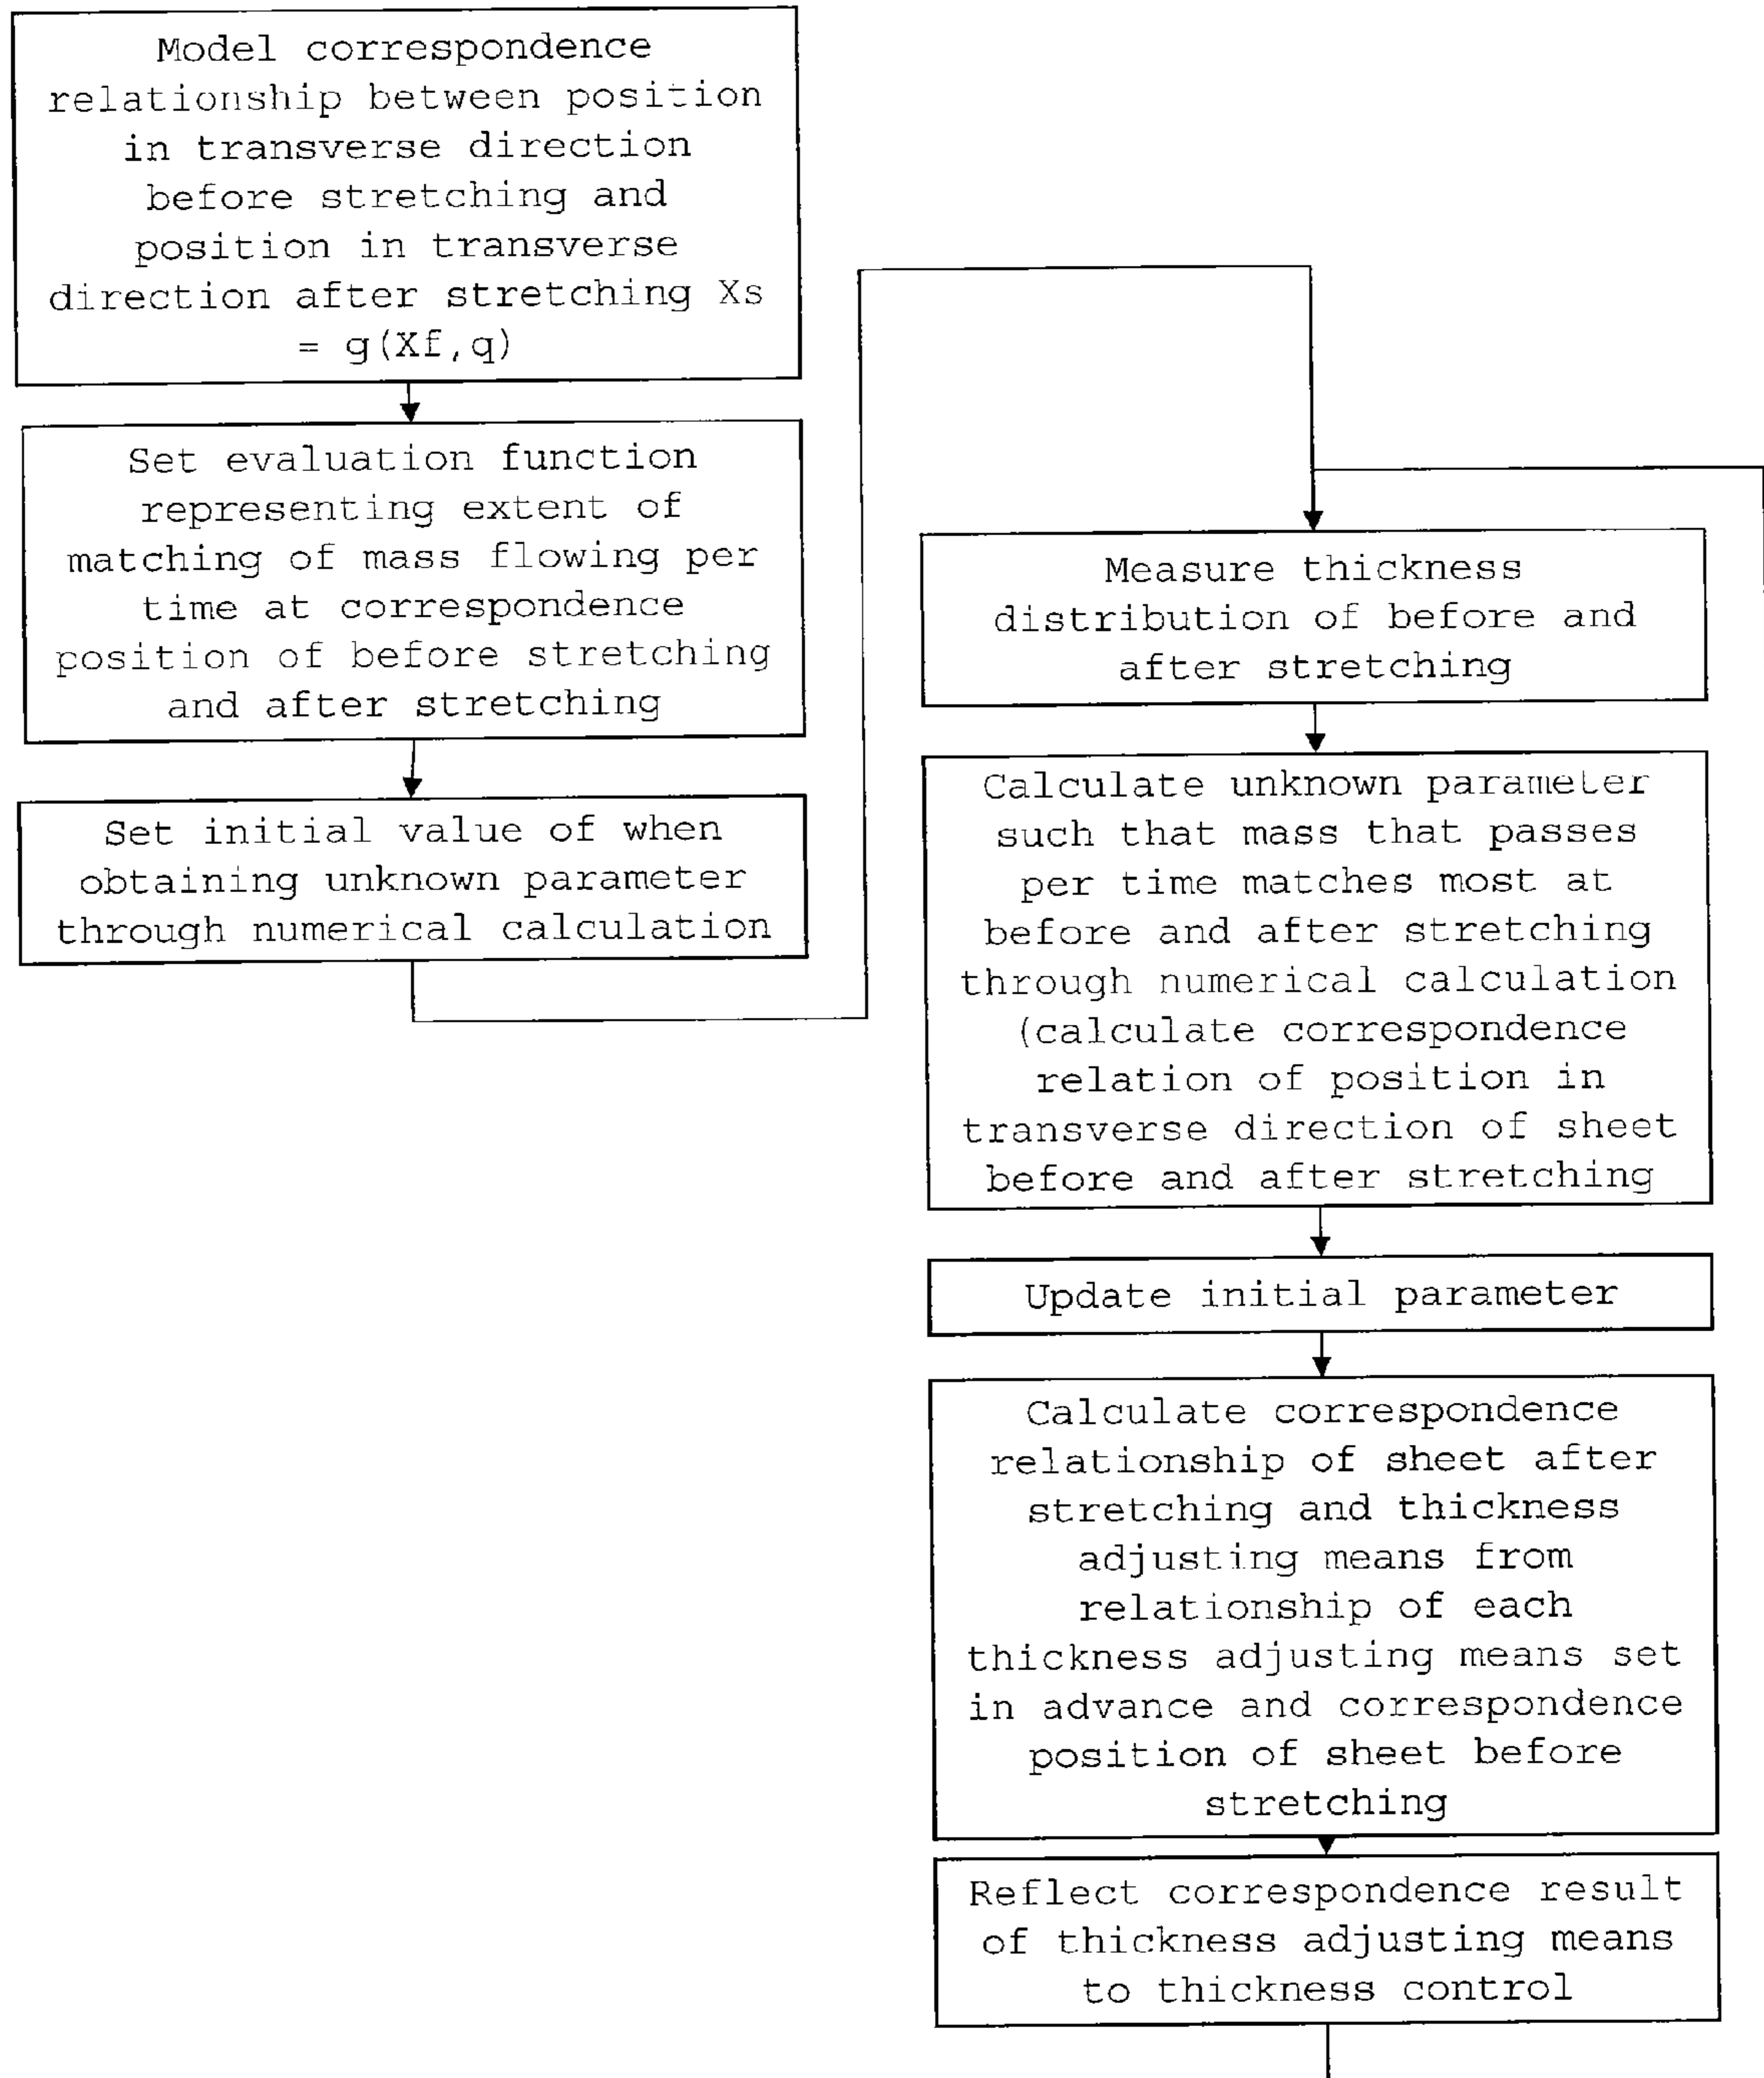 Model correspondence
relationship between position
in transverse direction
before stretching and
position in transverse
direction after stretching Xs
= g(Xf,q)
Set evaluation function
representing extent of
matching of mass flowing per
time at correspondence
position of before stretching
and after stretching
Set initial value of when
obtaining unknown parameter
through numerical calculation
Measure thickness
distribution of before and
after stretching
Calculate unknown parameter
such that mass that passes
per time matches most at
before and after stretching
through numerical calculation
(calculate correspondence
relation of position in
transverse direction of sheet
before and after stretching
Update initial parameter
Calculate correspondence
relationship of sheet after
stretching and thickness
adjusting means from
relationship of each
thickness adjusting means set
in advance and correspondence
position of sheet before
stretching
Reflect correspondence result
of thickness adjusting means
to thickness control